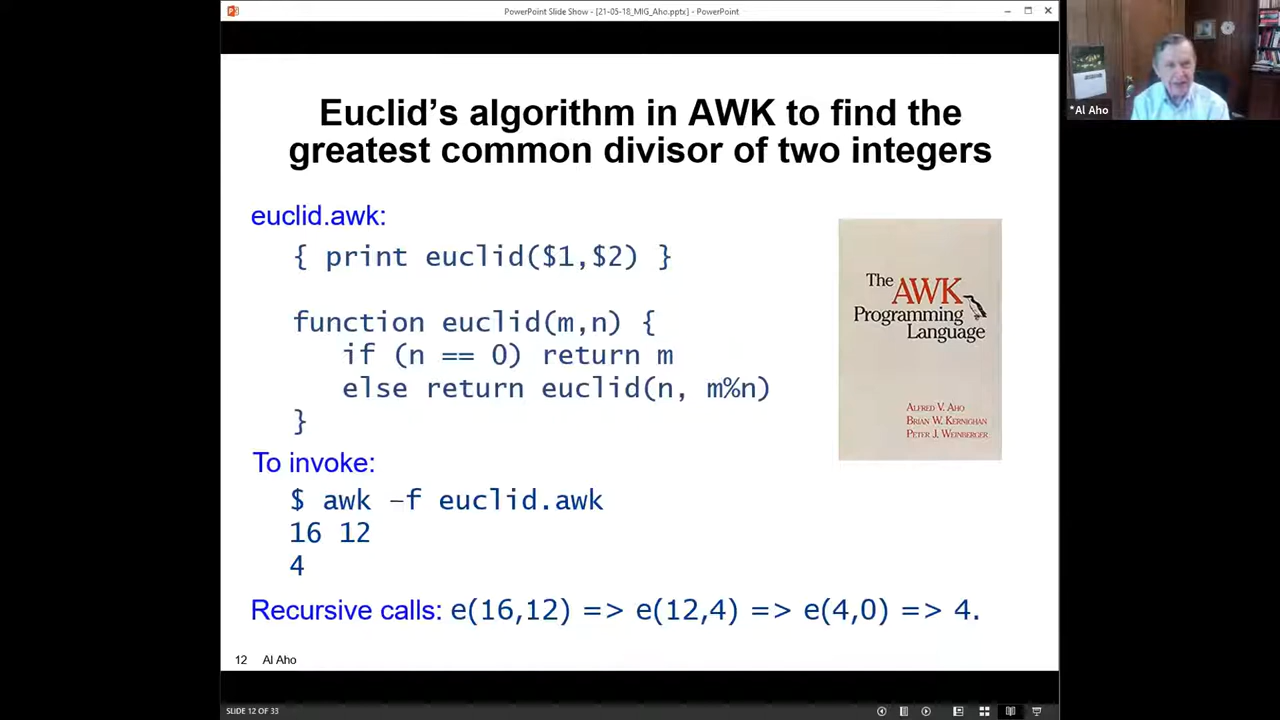 PowerPoint Slide Show - [21-05-18_MIG_Aho.pptx] - PowerPoint
Euclid's algorithm in AWK to find the
greatest common divisor of two integers
euclid.awk:
{ print euclid($1,$2) }
function euclid(m,n) {
if (n == 0) return m
else return euclid(n, m%n)
}
The
AWK
Programming
Language
ALFRED V. AHO
BRIAN W. KERNIGHAN
PETER J. WEINBERGER
To invoke:
$ awk –f euclid.awk
16 12
4
Recursive calls: e(16,12) => e(12,4) => e(4,0) => 4.
12 Al Aho
SLIDE 12 OF 33
*Al Aho